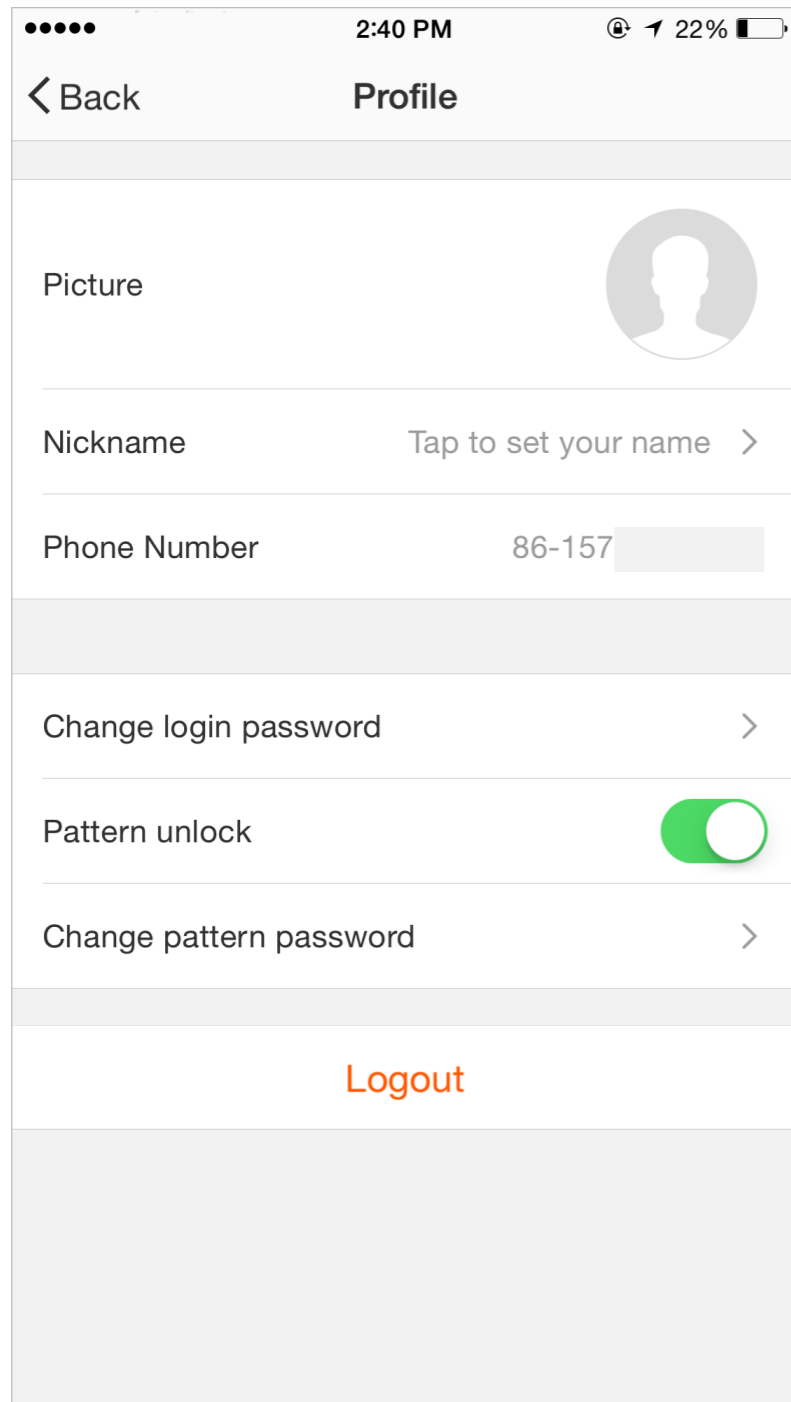 2:40 PM 22%
Back Profile
Picture
Nickname Tap to set your name
Phone Number 86-157
Change login password
Pattern unlock
Change pattern password
Logout